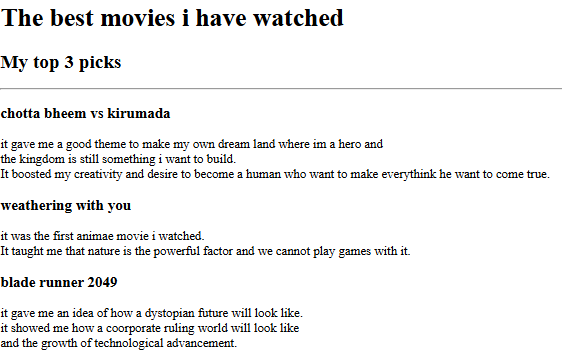 The best movies i have watched
My top 3 picks
chotta bheem vs kirumada
it gave me a good theme to make my own dream land where im a hero and
the kingdom is still something i want to build.
It boosted my creativity and desire to become a human who want to make everythink he want to come true.
weathering with you
it was the first animae movie i watched.
It taught me that nature is the powerful factor and we cannot play games with it.
blade runner 2049
it gave me an idea of how a dystopian future will look like.
it showed me how a coorporate ruling world will look like
and the growth of technological advancement.